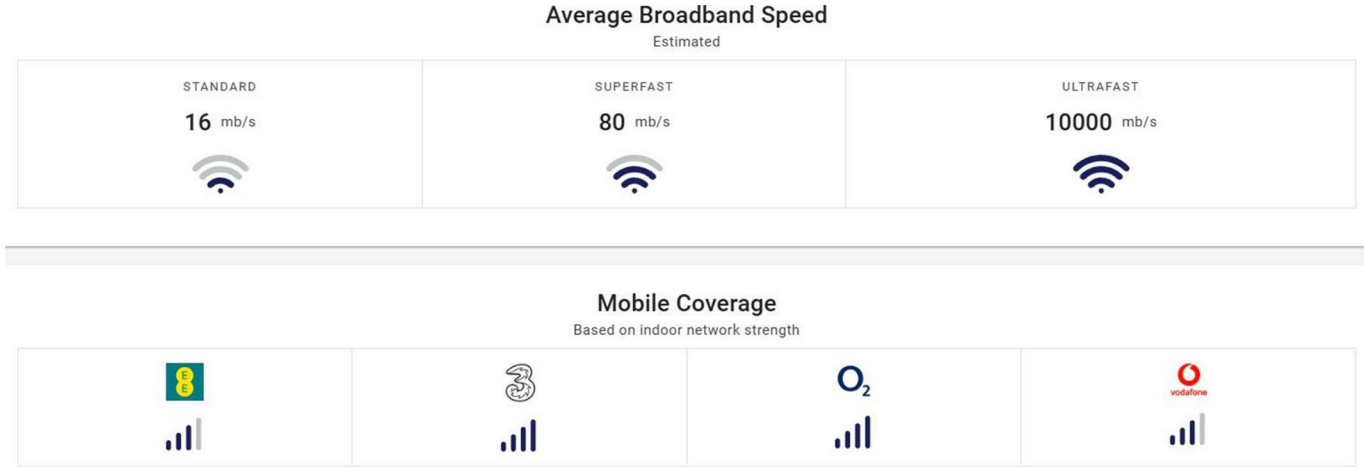 Average Broadband Speed
Estimated
STANDARD
16 mb/s
SUPERFAST
80 mb/s
ULTRAFAST
10000 mb/s
Mobile Coverage
Based on indoor network strength
E
E
3
O2
vodafone